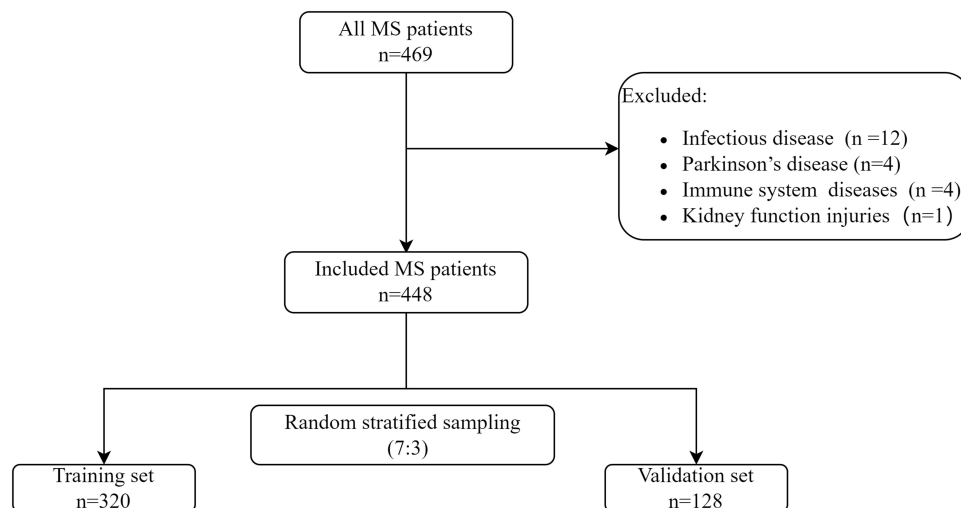 All MS patients
n=469
Excluded:
• Infectious disease (n =12)
• Parkinson’s disease (n=4)
• Immune system diseases (n =4)
• Kidney function injuries（n=1）
Included MS patients
n=448
Random stratified sampling
(7:3)
Training set
n=320
Validation set
n=128